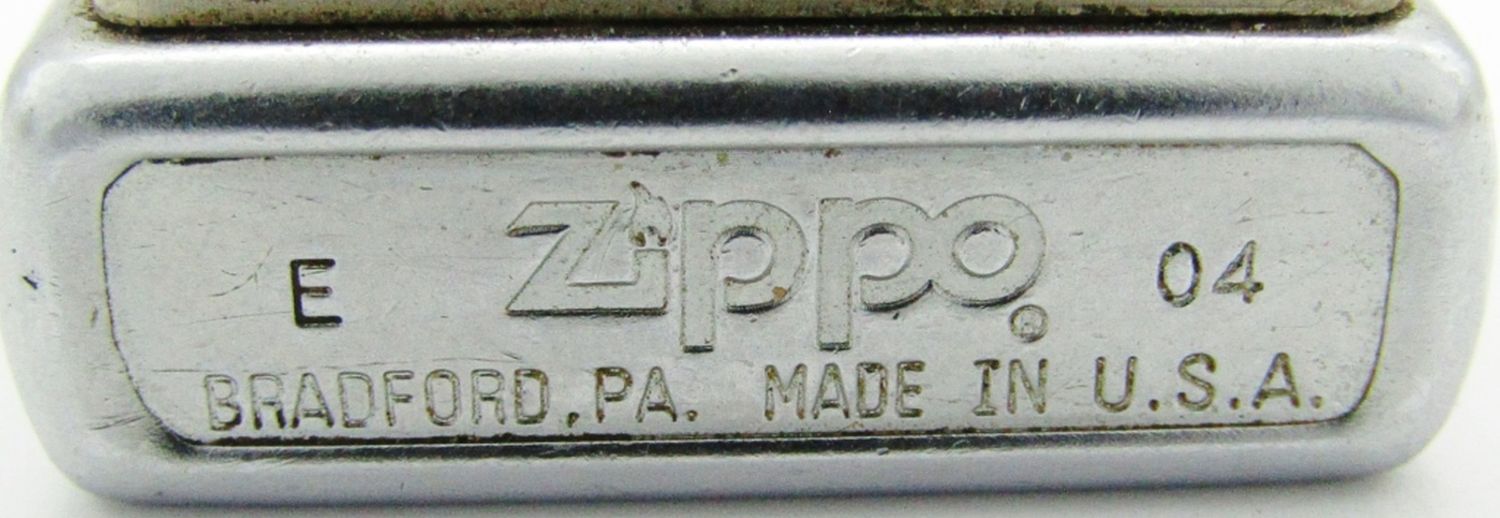 E zippo® 04
BRADFORD, PA. MADE IN U.S.A.